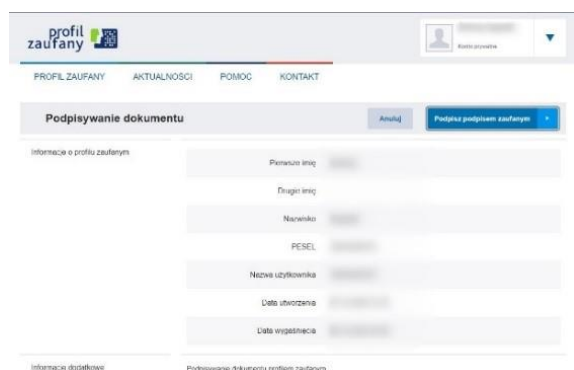 profil
zaufany
Konto prywatne
PROFIL ZAUFANY AKTUALNOŚCI POMOC KONTAKT
Podpisywanie dokumentu
Anuluj
Podpisz podpisem zaufanym
Informacje o profilu zaufanym
Pierwsze imię
Drugie imię
Nazwisko
PESEL
Nazwa użytkownika
Data utworzenia
Data wygaśnięcia
Informacje dodatkowe
Podpisywanie dokumentu profilem zaufanym